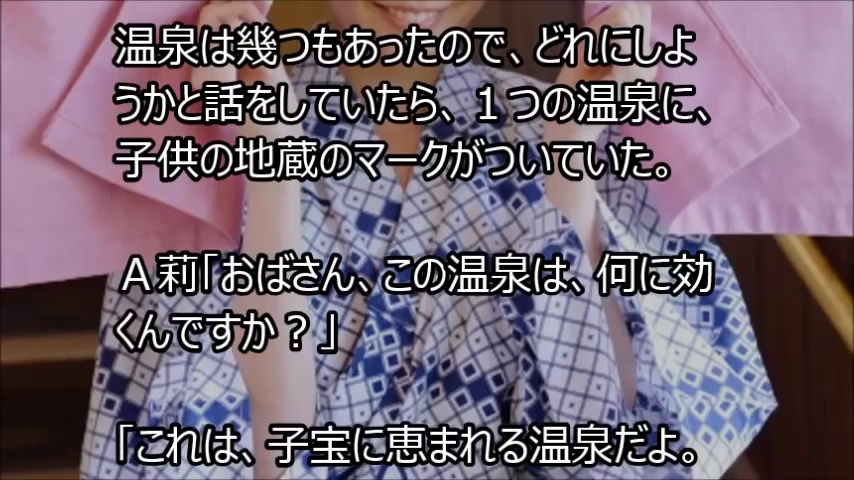 温泉は幾つもあったので、どれにしよ
うかと話をしていたら、１つの温泉に、
子供の地蔵のマークがついていた。
Ａ莉「おばさん、この温泉は、何に効
くんですか？」
「これは、子宝に恵まれる温泉だよ。